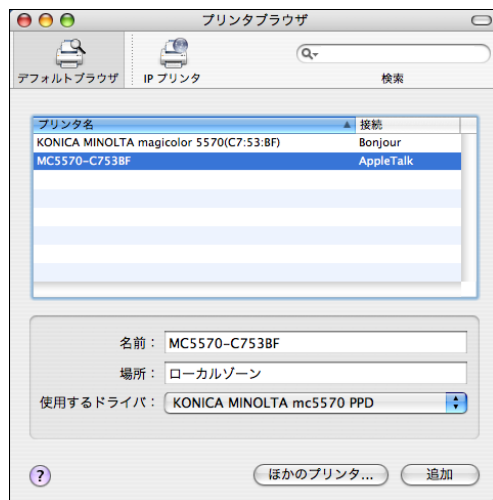 プリンタブラウザ
デフォルトブラウザ IP プリンタ 検索
プリンタ名 接続
KONICA MINOLTA magicolor 5570(C7:53:BF) Bonjour
MC5570-C753BF AppleTalk
名前： MC5570-C753BF
場所： ローカルゾーン
使用するドライバ： KONICA MINOLTA mc5570 PPD
? ほかのプリンタ... 追加